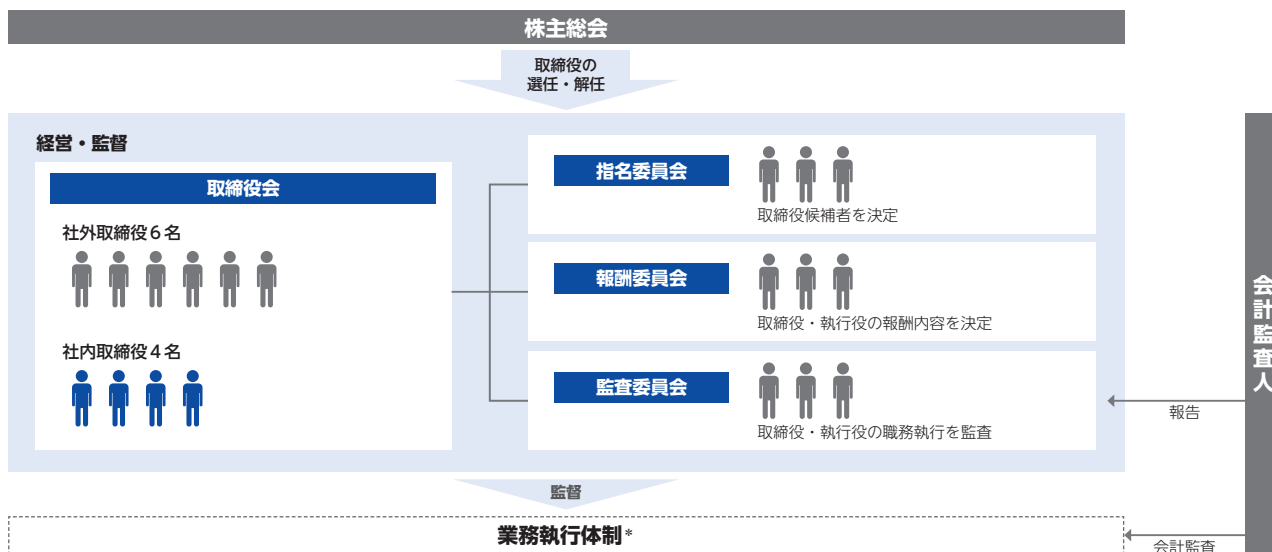 株主総会
取締役の
選任・解任
経営・監督
取締役会
社外取締役6名
社内取締役4名
指名委員会
取締役候補者を決定
報酬委員会
取締役・執行役の報酬内容を決定
監査委員会
取締役・執行役の職務執行を監査
会計監査人
報告
監督
業務執行体制*
会計監査